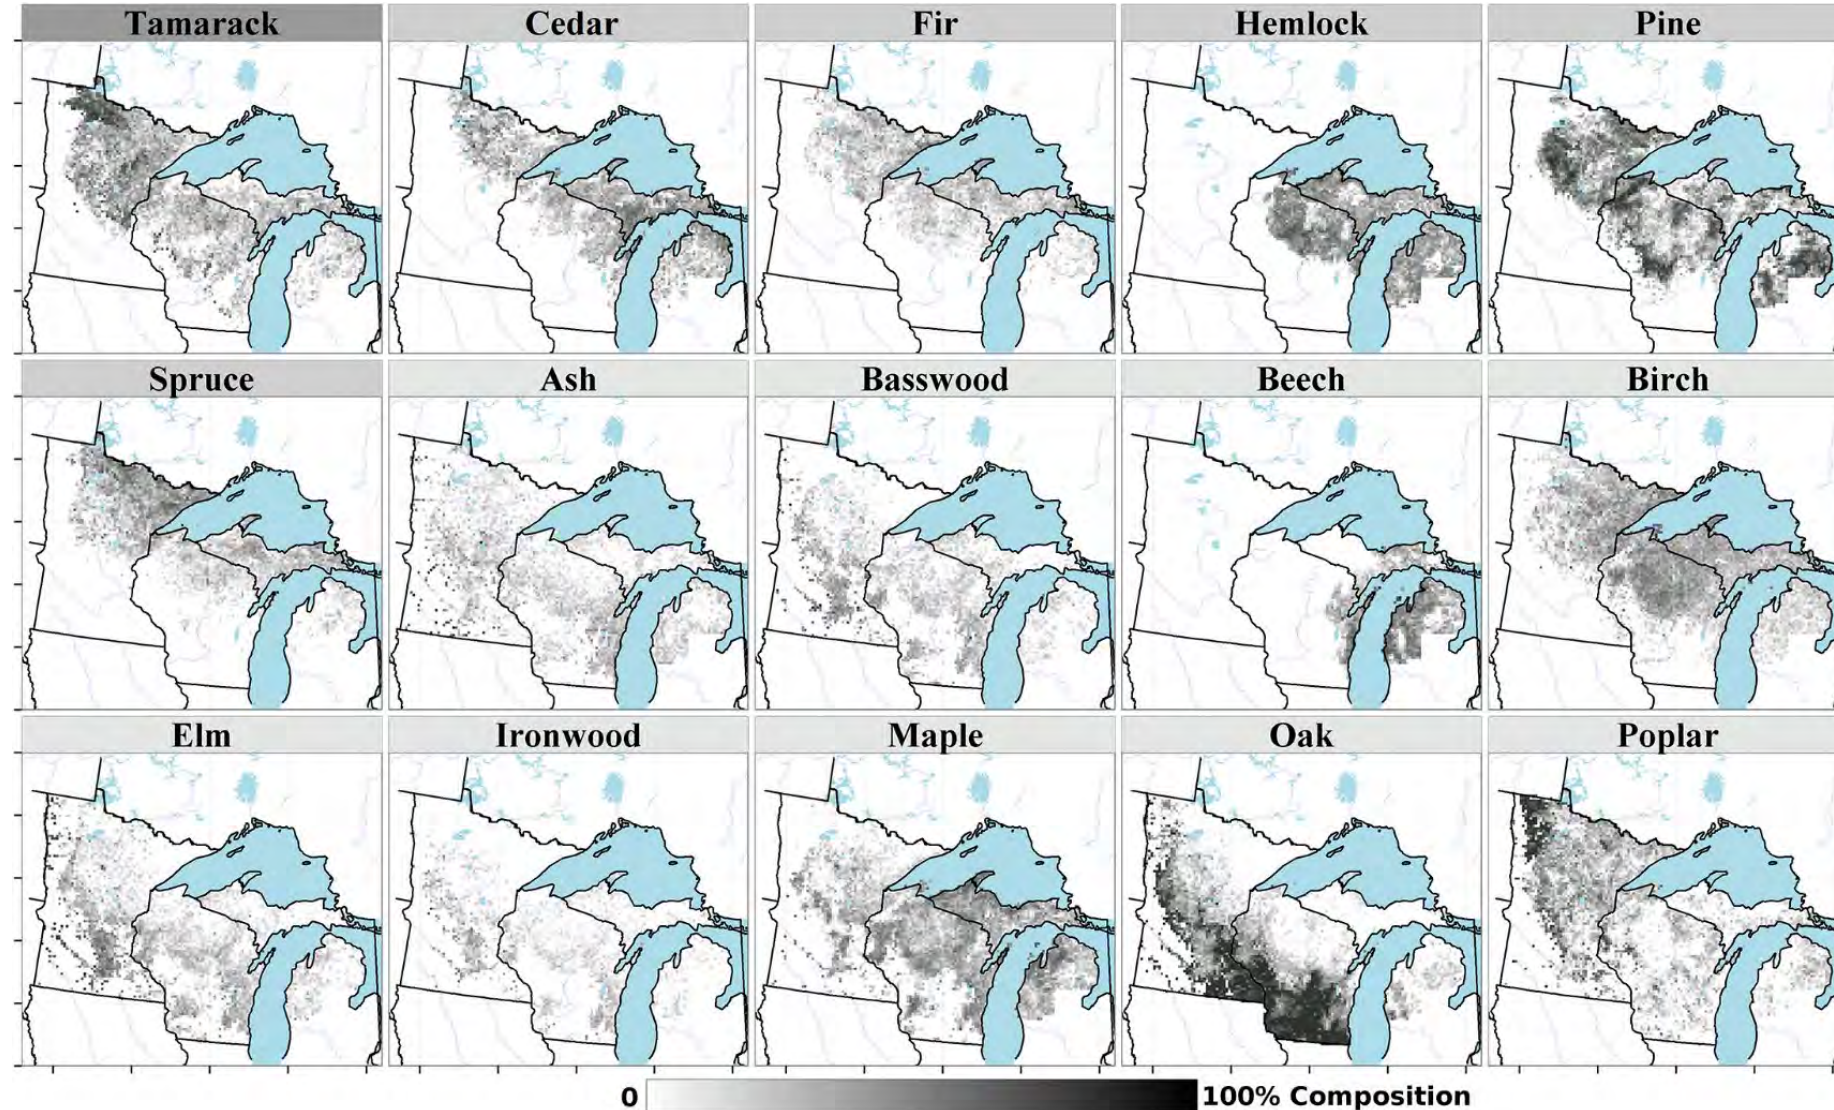 Tamarack Cedar Fir Hemlock Pine
Spruce Ash Basswood Beech Birch
Elm Ironwood Maple Oak Poplar
0 100% Composition